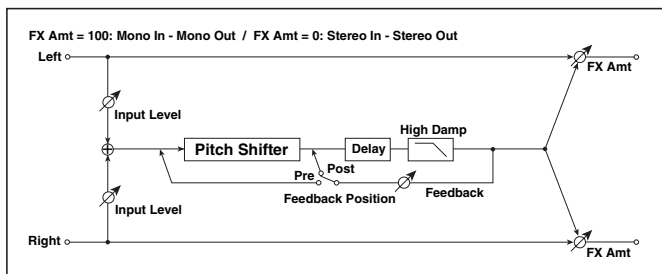 FX Amt = 100: Mono In - Mono Out / FX Amt = 0: Stereo In - Stereo Out
Left
FX Amt
Input Level
High Damp
Pitch Shifter
Delay
Post
Pre
Feedback Position
Feedback
Input Level
Right
FX Amt